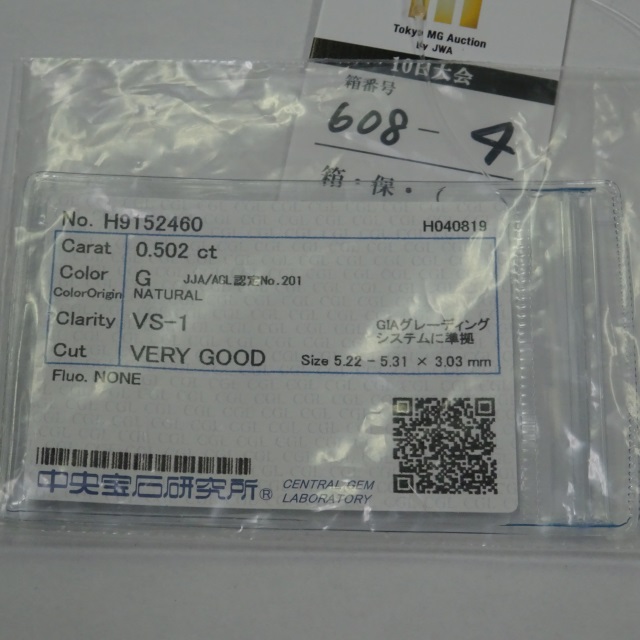 Tokyo MG Auction
By JWA
10日大会
箱番号
608-4
箱・保・(
No. H9152460
H040819
Carat 0.502 ct
Color G JJA/AGL認定No.201
ColorOrigin NATURAL
Clarity VS-1
GIAグレーディング
システムに準拠
Cut VERY GOOD Size 5.22 - 5.31 × 3.03 mm
Fluo. NONE
中央宝石研究所® CENTRAL GEM
LABORATORY